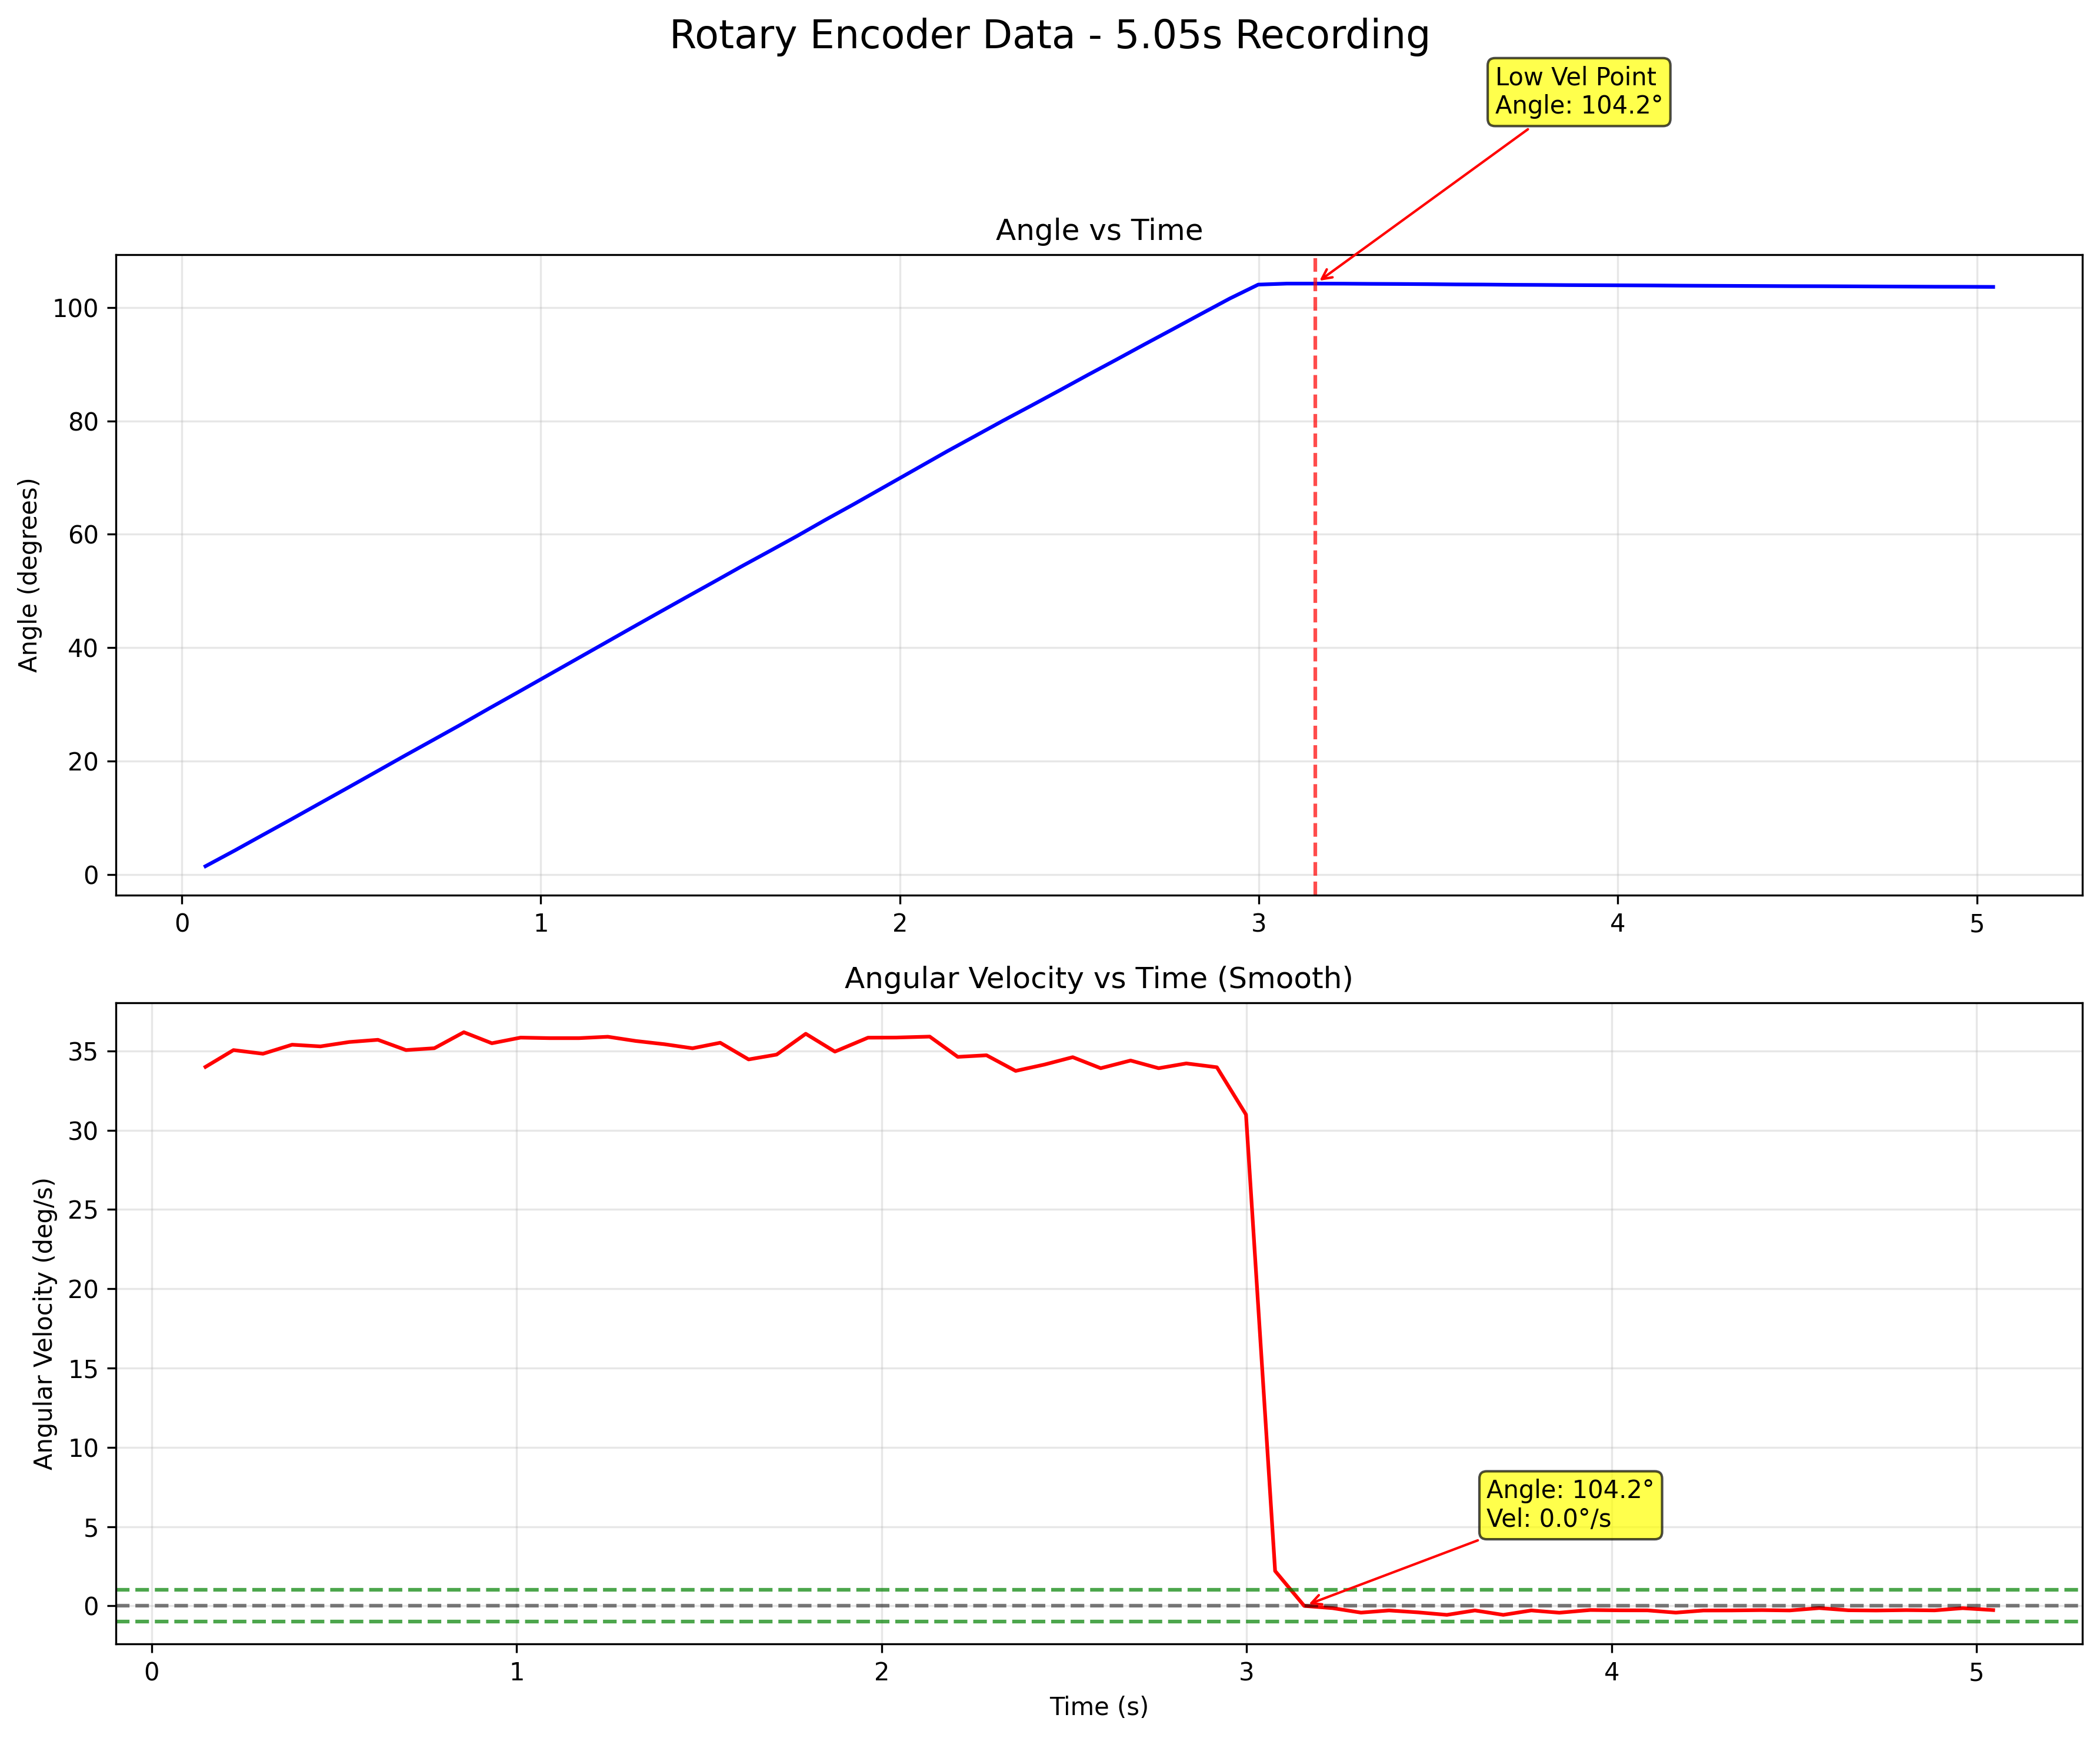 Rotary Encoder Data - 5.05s Recording
Low Vel Point
Angle: 104.2°
Angle vs Time
Angle (degrees)
100
80
60
40
20
0
0 1 2 3 4 5
Angular Velocity vs Time (Smooth)
Angular Velocity (deg/s)
35
30
25
20
15
10
5
0
Angle: 104.2°
Vel: 0.0°/s
0 1 2 3 4 5
Time (s)